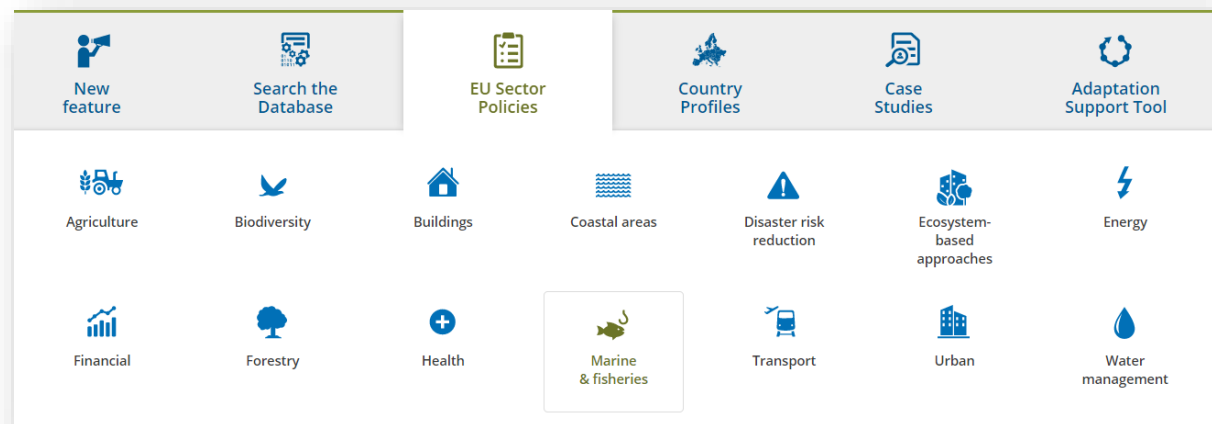 New
feature
Search the
Database
EU Sector
Policies
Country
Profiles
Case
Studies
Adaptation
Support Tool
Agriculture
Biodiversity
Buildings
Coastal areas
Disaster risk
reduction
Ecosystem-
based
approaches
Energy
Financial
Forestry
Health
Marine
& fisheries
Transport
Urban
Water
management